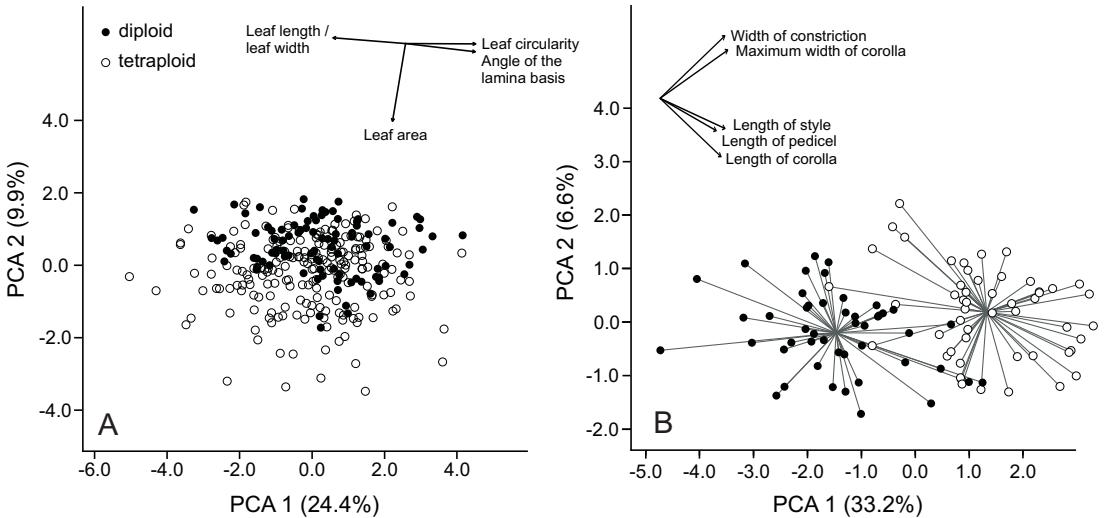 diploid
tetraploid
Leaf length /
leaf width
Leaf circularity
Angle of the
lamina basis
Leaf area
4.0
2.0
0.0
-2.0
-4.0
PCA 2 (9.9%)
A
-6.0 -4.0 -2.0 0.0 2.0 4.0
PCA 1 (24.4%)
Width of constriction
Maximum width of corolla
Length of style
Length of pedicel
Length of corolla
4.0
3.0
2.0
1.0
0.0
-1.0
-2.0
PCA 2 (6.6%)
B
-5.0 -4.0 -3.0 -2.0 -1.0 0.0 1.0 2.0
PCA 1 (33.2%)